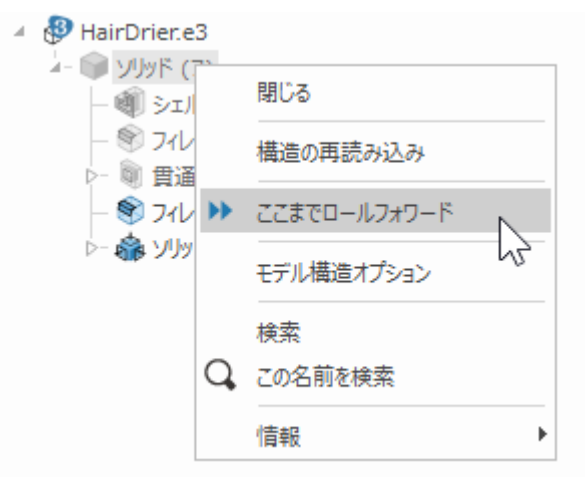 HairDrier.e3
ソリッド (
シェル
フィレ
貫通
フィレ
ソリッ
閉じる
構造の再読み込み
ここまでロールフォワード
モデル構造オプション
検索
この名前を検索
情報